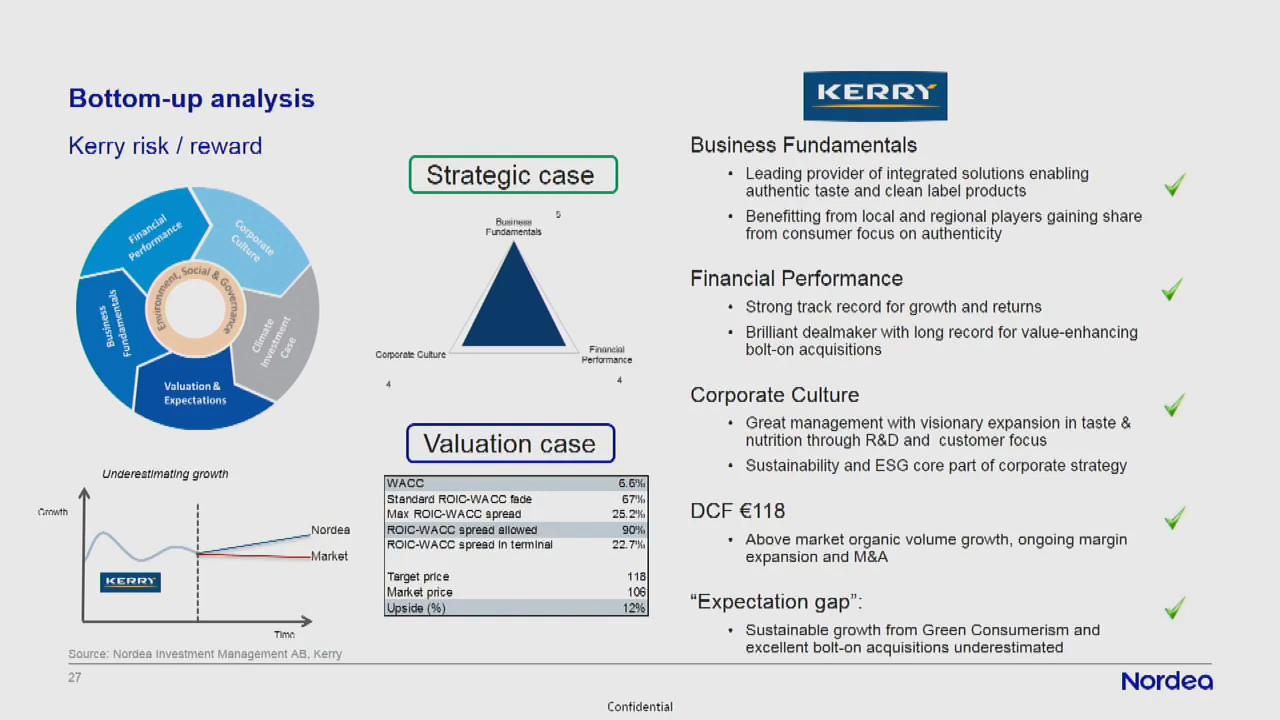 Bottom-up analysis
Kerry risk / reward
Financial
Performance
Corporate
Culture
Environment, Social & Governance
Business
Fundamentals
Climate
Investment
Case
Valuation &
Expectations
Underestimating growth
Growth
Nordea
Market
KERRY
Time
Strategic case
5
Business
Fundamentals
Corporate Culture
Financial
Performance
4
4
Valuation case
WACC 6.6%
Standard ROIC-WACC fade 67%
Max ROIC-WACC spread 25.2%
ROIC-WACC spread allowed 90%
ROIC-WACC spread in terminal 22.7%
Target price 118
Market price 106
Upside (%) 12%
KERRY
Business Fundamentals
• Leading provider of integrated solutions enabling
authentic taste and clean label products
• Benefitting from local and regional players gaining share
from consumer focus on authenticity
Financial Performance
• Strong track record for growth and returns
• Brilliant dealmaker with long record for value-enhancing
bolt-on acquisitions
Corporate Culture
• Great management with visionary expansion in taste &
nutrition through R&D and customer focus
• Sustainability and ESG core part of corporate strategy
DCF €118
• Above market organic volume growth, ongoing margin
expansion and M&A
“Expectation gap”:
• Sustainable growth from Green Consumerism and
excellent bolt-on acquisitions underestimated
Source: Nordea Investment Management AB, Kerry
27
Nordea
Confidential